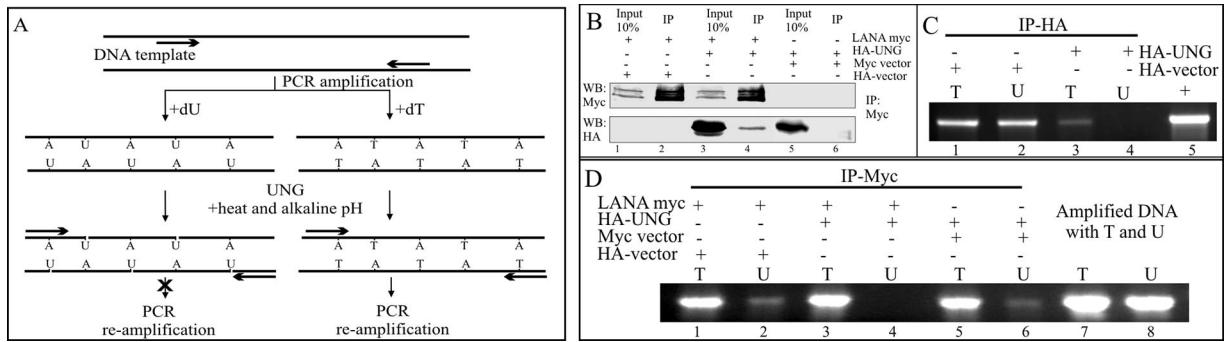 A
DNA template
PCR amplification
+dU
+dT
A U A U A
U A U A U
A T A T A
T A T A T
UNG
+heat and alkaline pH
A U A U A
U A U A U
A T A T A
T A T A T
PCR
re-amplification
PCR
re-amplification
B
Input 10% IP Input 10% IP Input 10% IP
+ + + + - - LANA myc
- - + + + + HA-UNG
- - - - + + Myc vector
+ + - - - - HA-vector
WB:
Myc
IP:
Myc
WB:
HA
1 2 3 4 5 6
C
IP-HA
- - + + HA-UNG
+ + - - HA-vector
T U T U +
1 2 3 4 5
D
IP-Myc
LANA myc + + + + - -
HA-UNG - - + + + +
Myc vector - - - - + +
HA-vector + + - - - -
Amplified DNA
with T and U
T U T U T U T U
1 2 3 4 5 6 7 8